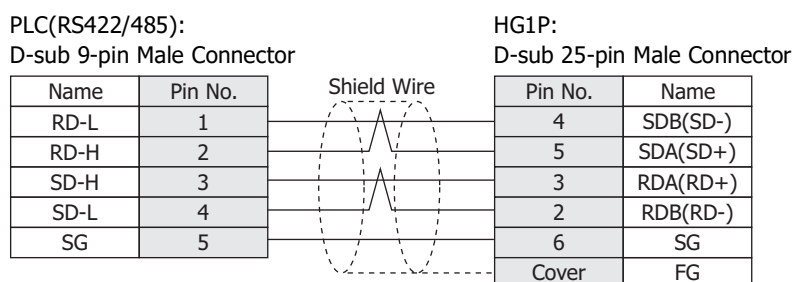 PLC(RS422/485): HG1P:
D-sub 9-pin Male Connector D-sub 25-pin Male Connector
Name Pin No. Shield Wire Pin No. Name
RD-L 1 4 SDB(SD-)
RD-H 2 5 SDA(SD+)
SD-H 3 3 RDA(RD+)
SD-L 4 2 RDB(RD-)
SG 5 6 SG
Cover FG